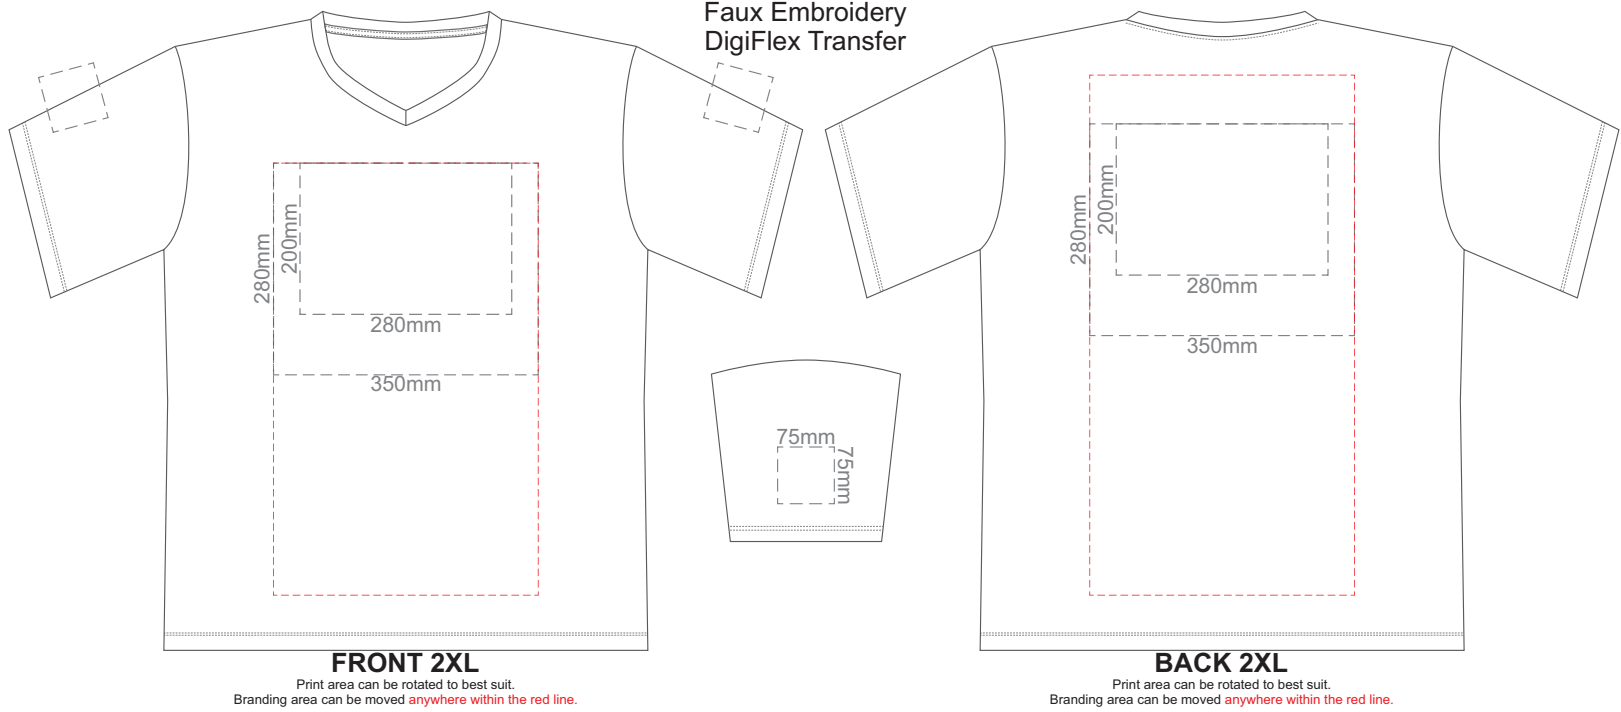 Faux Embroidery
DigiFlex Transfer
280mm
200mm
280mm
350mm
75mm
75mm
280mm
200mm
280mm
350mm
FRONT 2XL
Print area can be rotated to best suit.
Branding area can be moved anywhere within the red line.
BACK 2XL
Print area can be rotated to best suit.
Branding area can be moved anywhere within the red line.